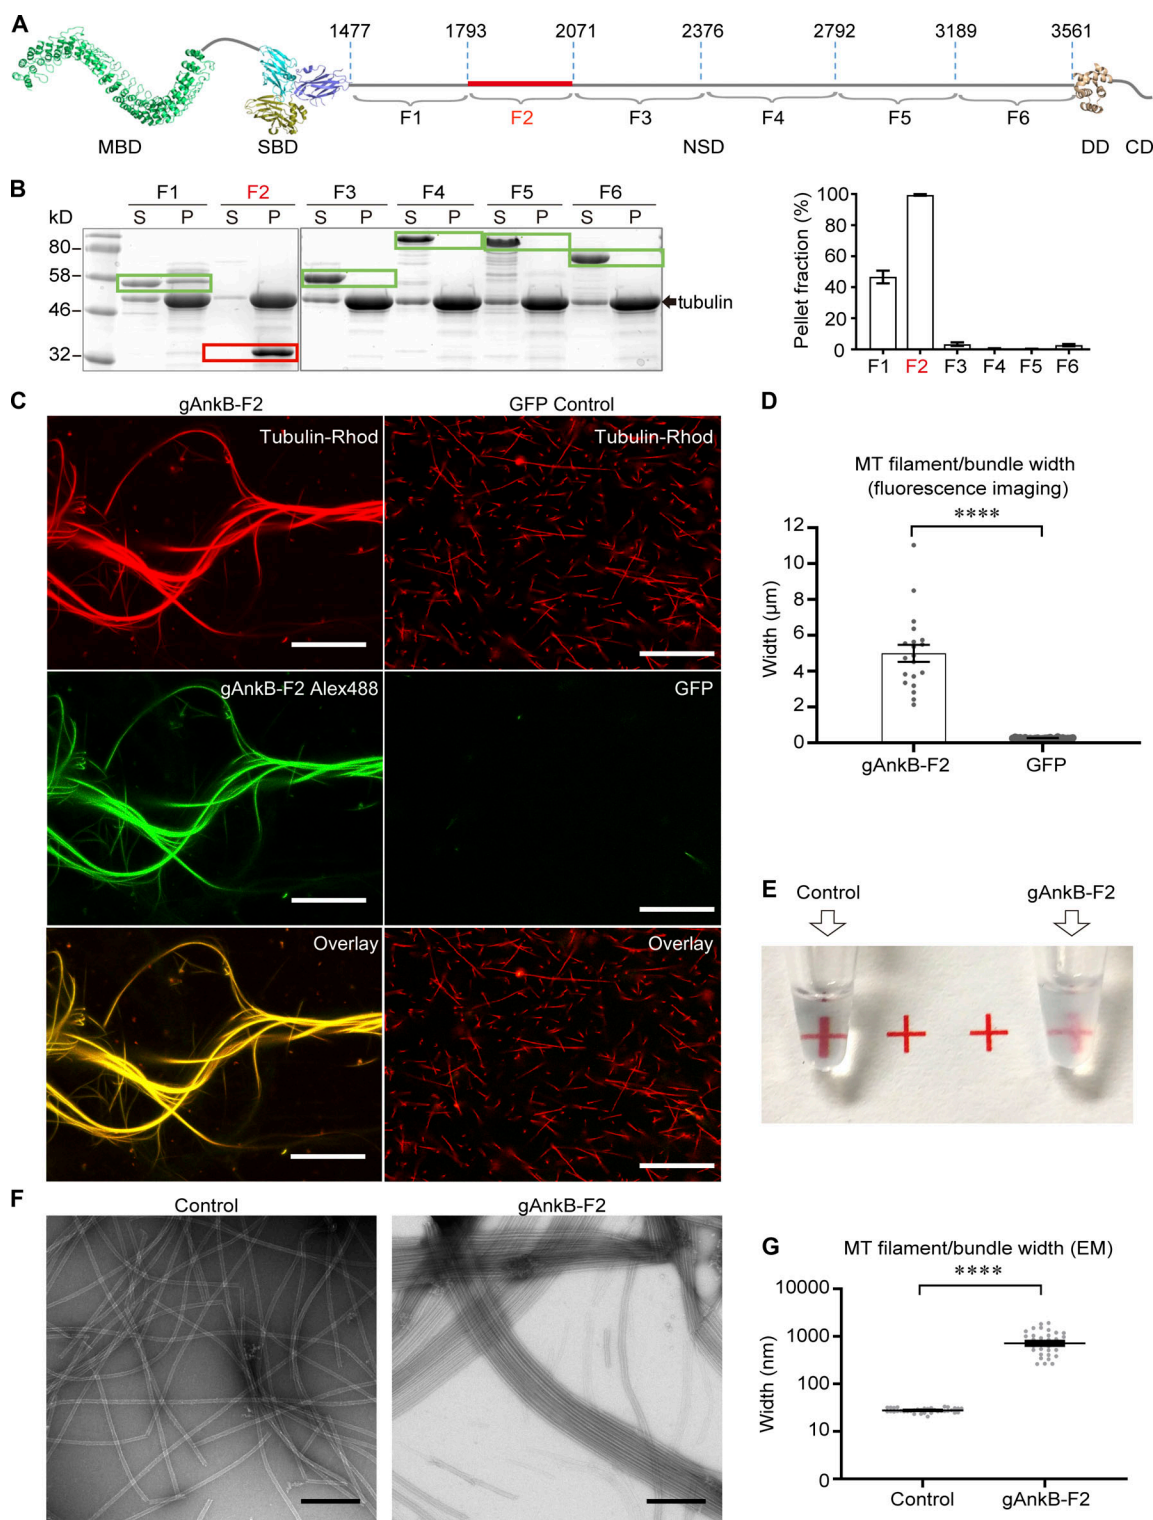 A
1477 1793 2071 2376 2792 3189 3561
F1 F2 F3 F4 F5 F6
MBD SBD NSD DD CD
B
F1 F2 F3 F4 F5 F6
kD S P S P S P S P S P S P
80
58
46
32
tubulin
Pellet fraction (%)
100
80
60
40
20
0
F1 F2 F3 F4 F5 F6
C
gAnkB-F2 GFP Control
Tubulin-Rhod Tubulin-Rhod
gAnkB-F2 Alex488 GFP
Overlay Overlay
D
MT filament/bundle width
(fluorescence imaging)
****
Width (µm)
12
10
8
6
4
2
0
gAnkB-F2 GFP
E
Control gAnkB-F2
F
Control gAnkB-F2
G
MT filament/bundle width (EM)
****
Width (nm)
10000
1000
100
10
0
Control gAnkB-F2